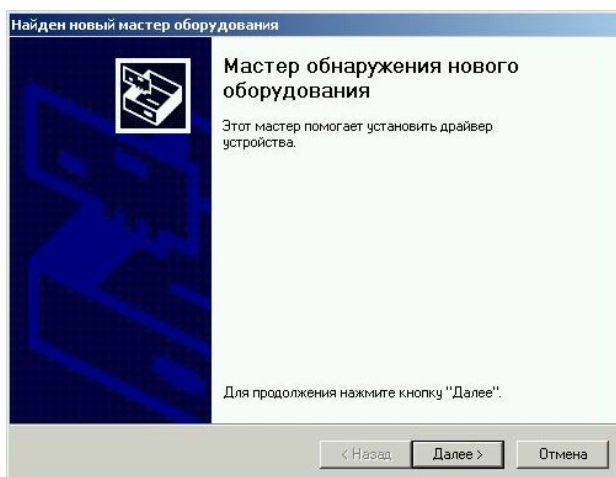 Найден новый мастер оборудования
Мастер обнаружения нового
оборудования
Этот мастер помогает установить драйвер
устройства.
Для продолжения нажмите кнопку "Далее".
< Назад
Далее >
Отмена